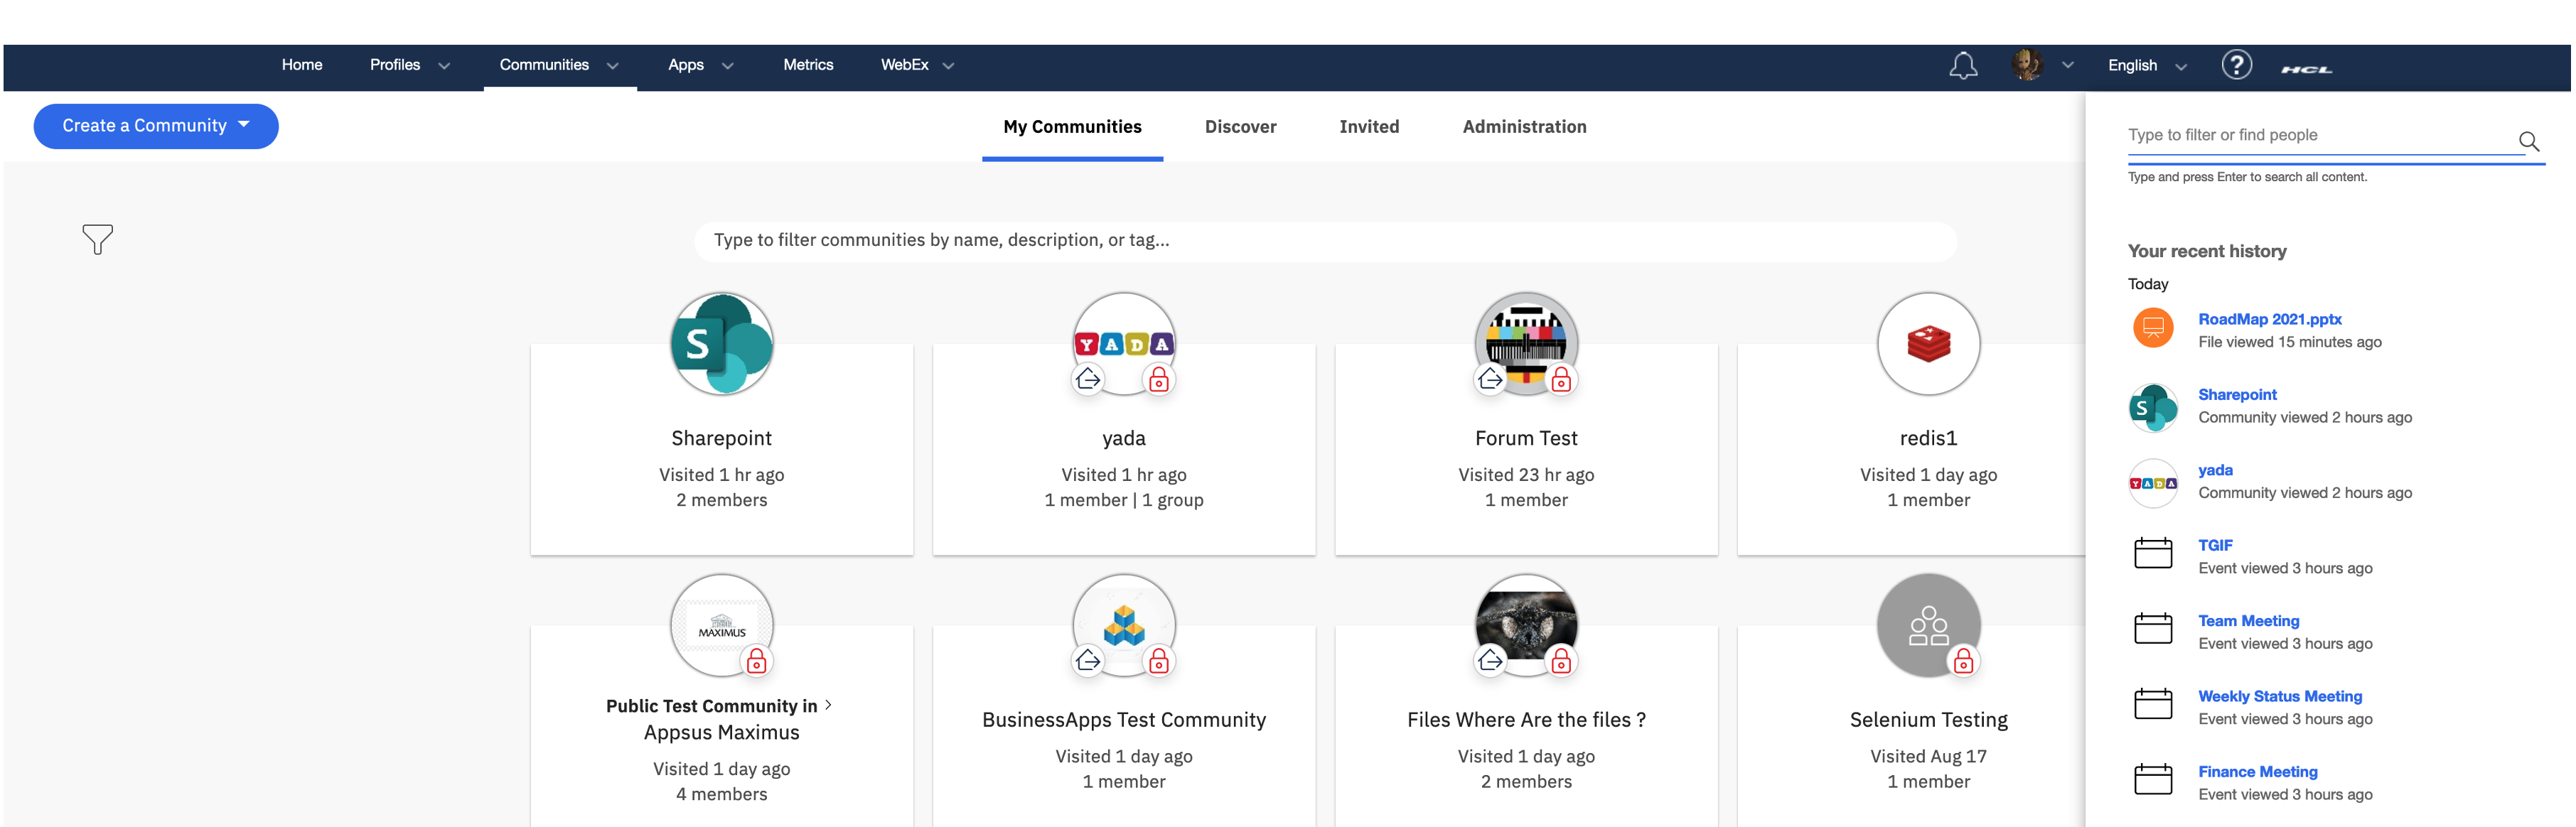 Home Profiles Communities Apps Metrics WebEx English ? HCL
Create a Community
My Communities Discover Invited Administration
Type to filter communities by name, description, or tag...
S
Sharepoint
Visited 1 hr ago
2 members
YADA
yada
Visited 1 hr ago
1 member | 1 group
Forum Test
Visited 23 hr ago
1 member
redis1
Visited 1 day ago
1 member
MAXIMUS
Public Test Community in >
Appsus Maximus
Visited 1 day ago
4 members
BusinessApps Test Community
Visited 1 day ago
1 member
Files Where Are the files ?
Visited 1 day ago
2 members
Selenium Testing
Visited Aug 17
1 member
Type to filter or find people
Type and press Enter to search all content.
Your recent history
Today
RoadMap 2021.pptx
File viewed 15 minutes ago
S
Sharepoint
Community viewed 2 hours ago
YADA
yada
Community viewed 2 hours ago
TGIF
Event viewed 3 hours ago
Team Meeting
Event viewed 3 hours ago
Weekly Status Meeting
Event viewed 3 hours ago
Finance Meeting
Event viewed 3 hours ago